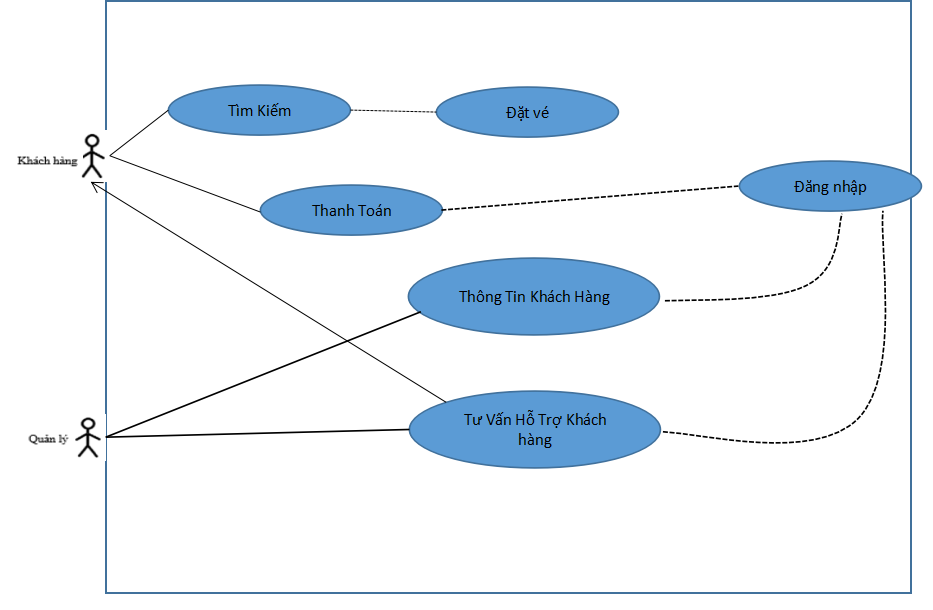 Tìm Kiếm
Đặt vé
Khách hàng
Đăng nhập
Thanh Toán
Thông Tin Khách Hàng
Tư Vấn Hỗ Trợ Khách
hàng
Quản lý